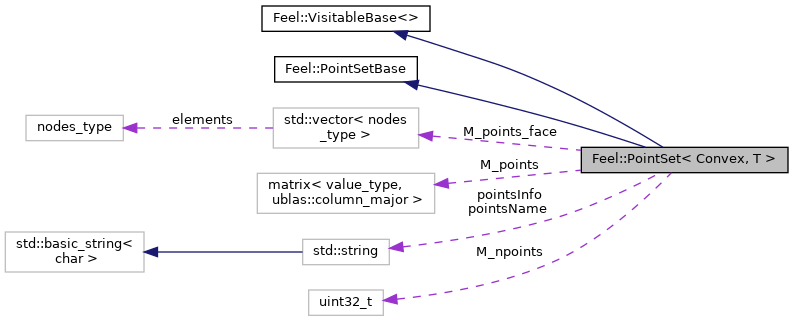 Feel::VisitableBase<>
Feel::PointSetBase
nodes_type
elements
std::vector< nodes
_type >
M_points_face
Feel::PointSet< Convex, T >
matrix< value_type,
ublas::column_major >
M_points
pointsInfo
pointsName
std::basic_string<
char >
std::string
M_npoints
uint32_t